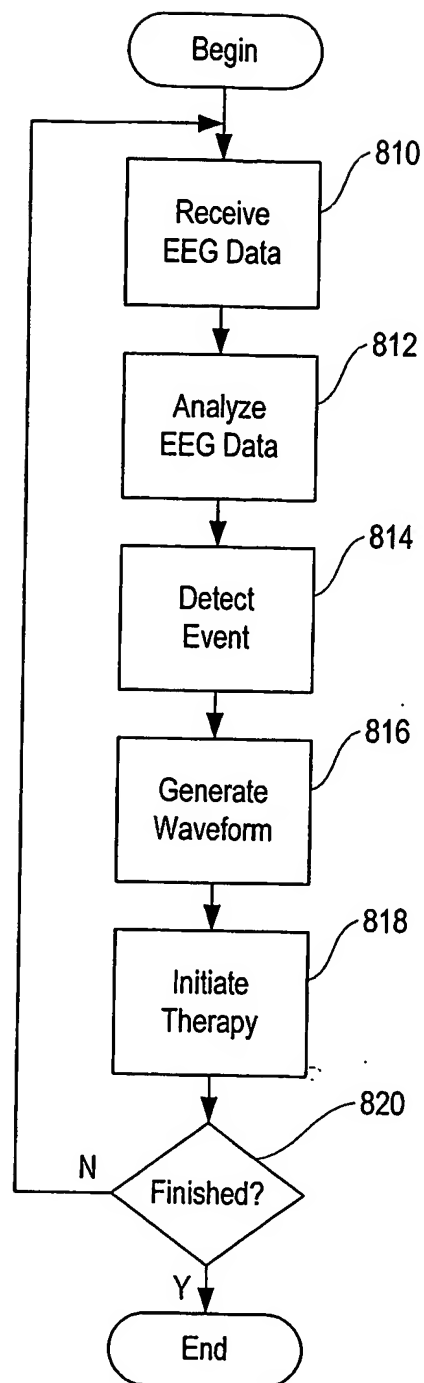 Begin
810
Receive
EEG Data
812
Analyze
EEG Data
814
Detect
Event
816
Generate
Waveform
818
Initiate
Therapy
820
N
Finished?
Y
End